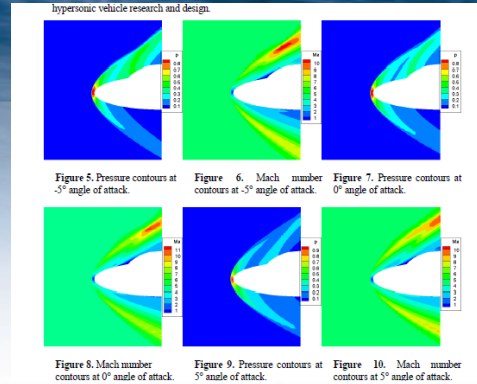 hypersonic vehicle research and design.
P
Ma
P
Figure 5. Pressure contours at
-5° angle of attack.
Figure 6. Mach number
contours at -5° angle of attack.
Figure 7. Pressure contours at
0° angle of attack.
Ma
P
Ma
Figure 8. Mach number
contours at 0° angle of attack.
Figure 9. Pressure contours at
5° angle of attack.
Figure 10. Mach number
contours at 5° angle of attack.